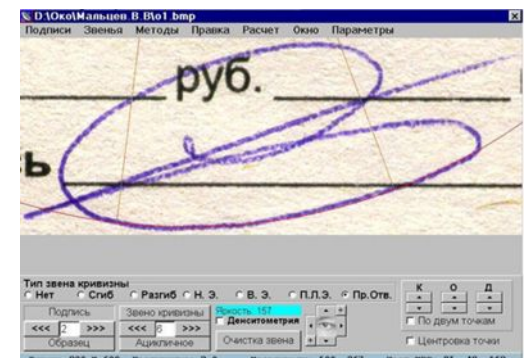 D:\Око\Мальцев.В.В\о1.bmp
Подписи Звенья Методы Правка Расчет Окно Параметры
руб.
ь
Тип звена кривизны
Нет Сгиб Разгиб Н. Э. В. Э. П.Л.Э. Пр.Отв.
К О Д
Подпись Звено кривизны Яркость 157
Денситометрия
<<< 2 >>> <<< 6 >>>
По двум точкам
Образец Ацикличное Очистка звена
Центровка точки